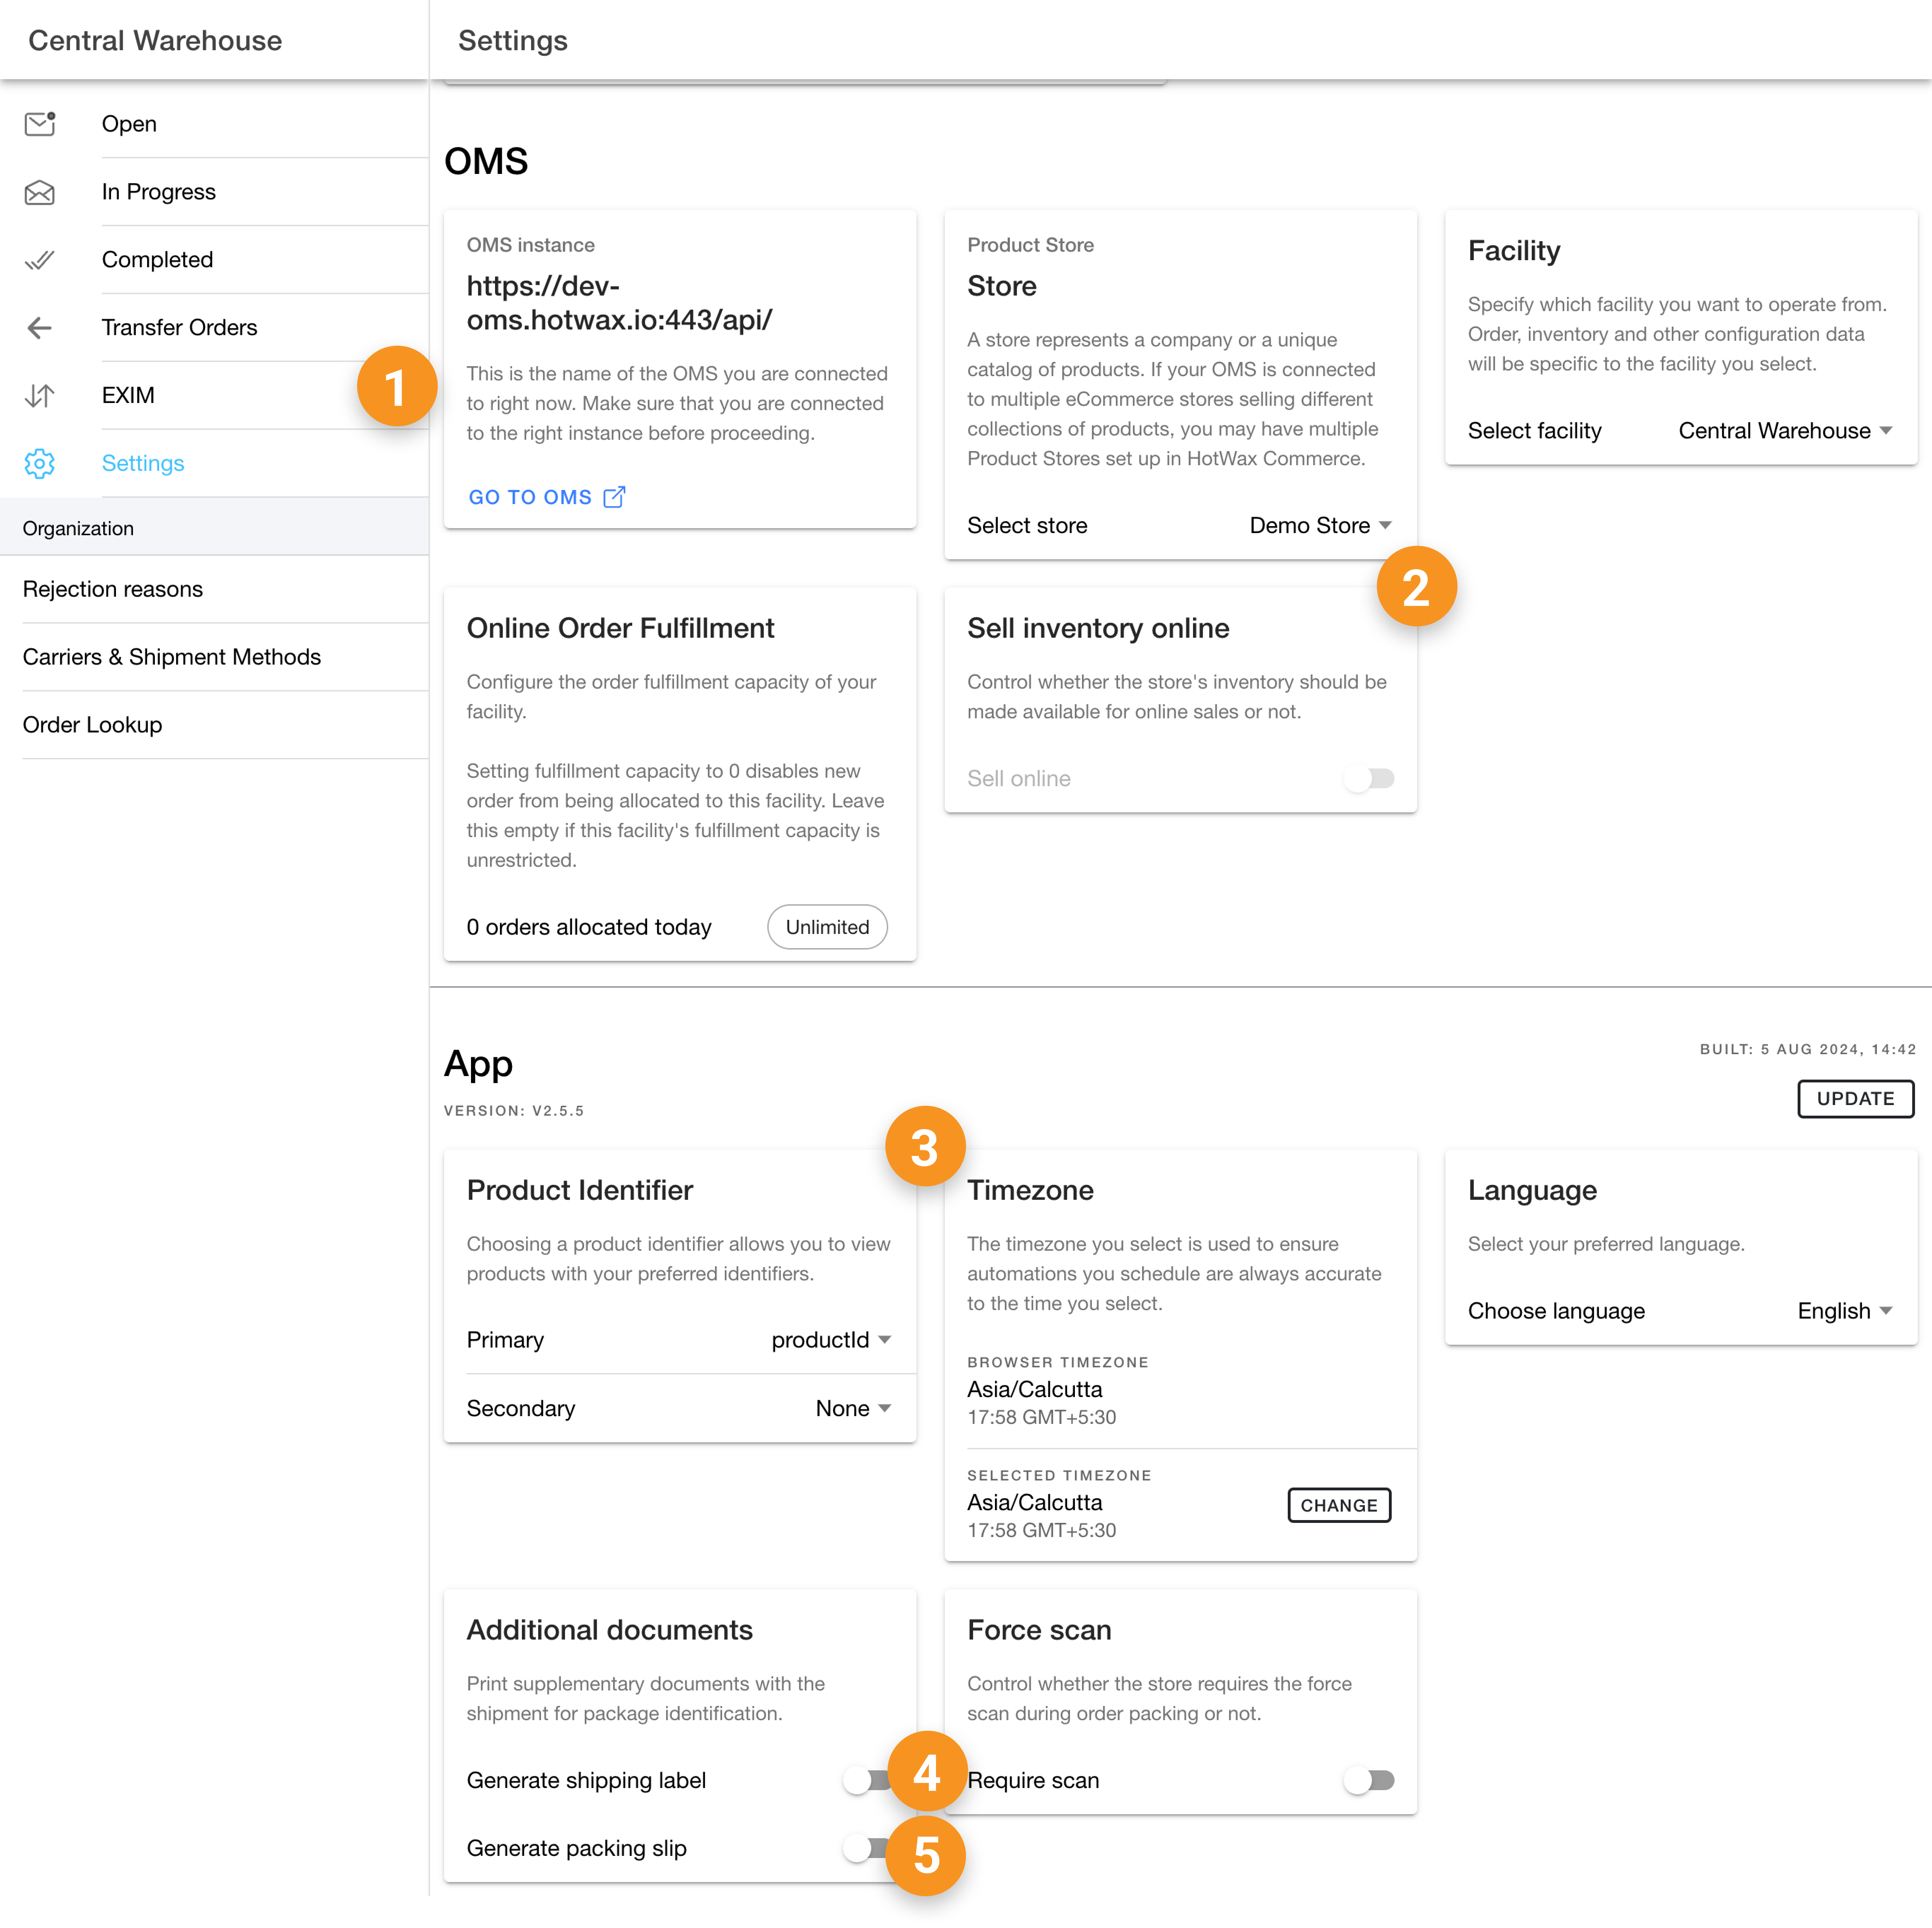 Central Warehouse
Settings
Open
In Progress
Completed
Transfer Orders
EXIM
1
Settings
Organization
Rejection reasons
Carriers & Shipment Methods
Order Lookup
OMS
OMS instance
https://dev-
oms.hotwax.io:443/api/
This is the name of the OMS you are connected
to right now. Make sure that you are connected
to the right instance before proceeding.
GO TO OMS
Product Store
Store
A store represents a company or a unique
catalog of products. If your OMS is connected
to multiple eCommerce stores selling different
collections of products, you may have multiple
Product Stores set up in HotWax Commerce.
Select store Demo Store
Facility
Specify which facility you want to operate from.
Order, inventory and other configuration data
will be specific to the facility you select.
Select facility Central Warehouse
2
Online Order Fulfillment
Configure the order fulfillment capacity of your
facility.
Setting fulfillment capacity to 0 disables new
order from being allocated to this facility. Leave
this empty if this facility's fulfillment capacity is
unrestricted.
0 orders allocated today Unlimited
Sell inventory online
Control whether the store's inventory should be
made available for online sales or not.
Sell online
App
VERSION: V2.5.5
BUILT: 5 AUG 2024, 14:42
UPDATE
3
Product Identifier
Choosing a product identifier allows you to view
products with your preferred identifiers.
Primary productId
Secondary None
Timezone
The timezone you select is used to ensure
automations you schedule are always accurate
to the time you select.
BROWSER TIMEZONE
Asia/Calcutta
17:58 GMT+5:30
SELECTED TIMEZONE
Asia/Calcutta
17:58 GMT+5:30
CHANGE
Language
Select your preferred language.
Choose language English
Additional documents
Print supplementary documents with the
shipment for package identification.
Generate shipping label
4
Generate packing slip
5
Force scan
Control whether the store requires the force
scan during order packing or not.
Require scan